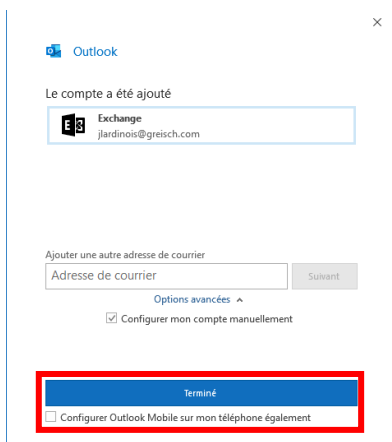 Outlook
Le compte a été ajouté
Exchange
jlardinois@greisch.com
Ajouter une autre adresse de courrier
Adresse de courrier
Suivant
Options avancées
Configurer mon compte manuellement
Terminé
Configurer Outlook Mobile sur mon téléphone également